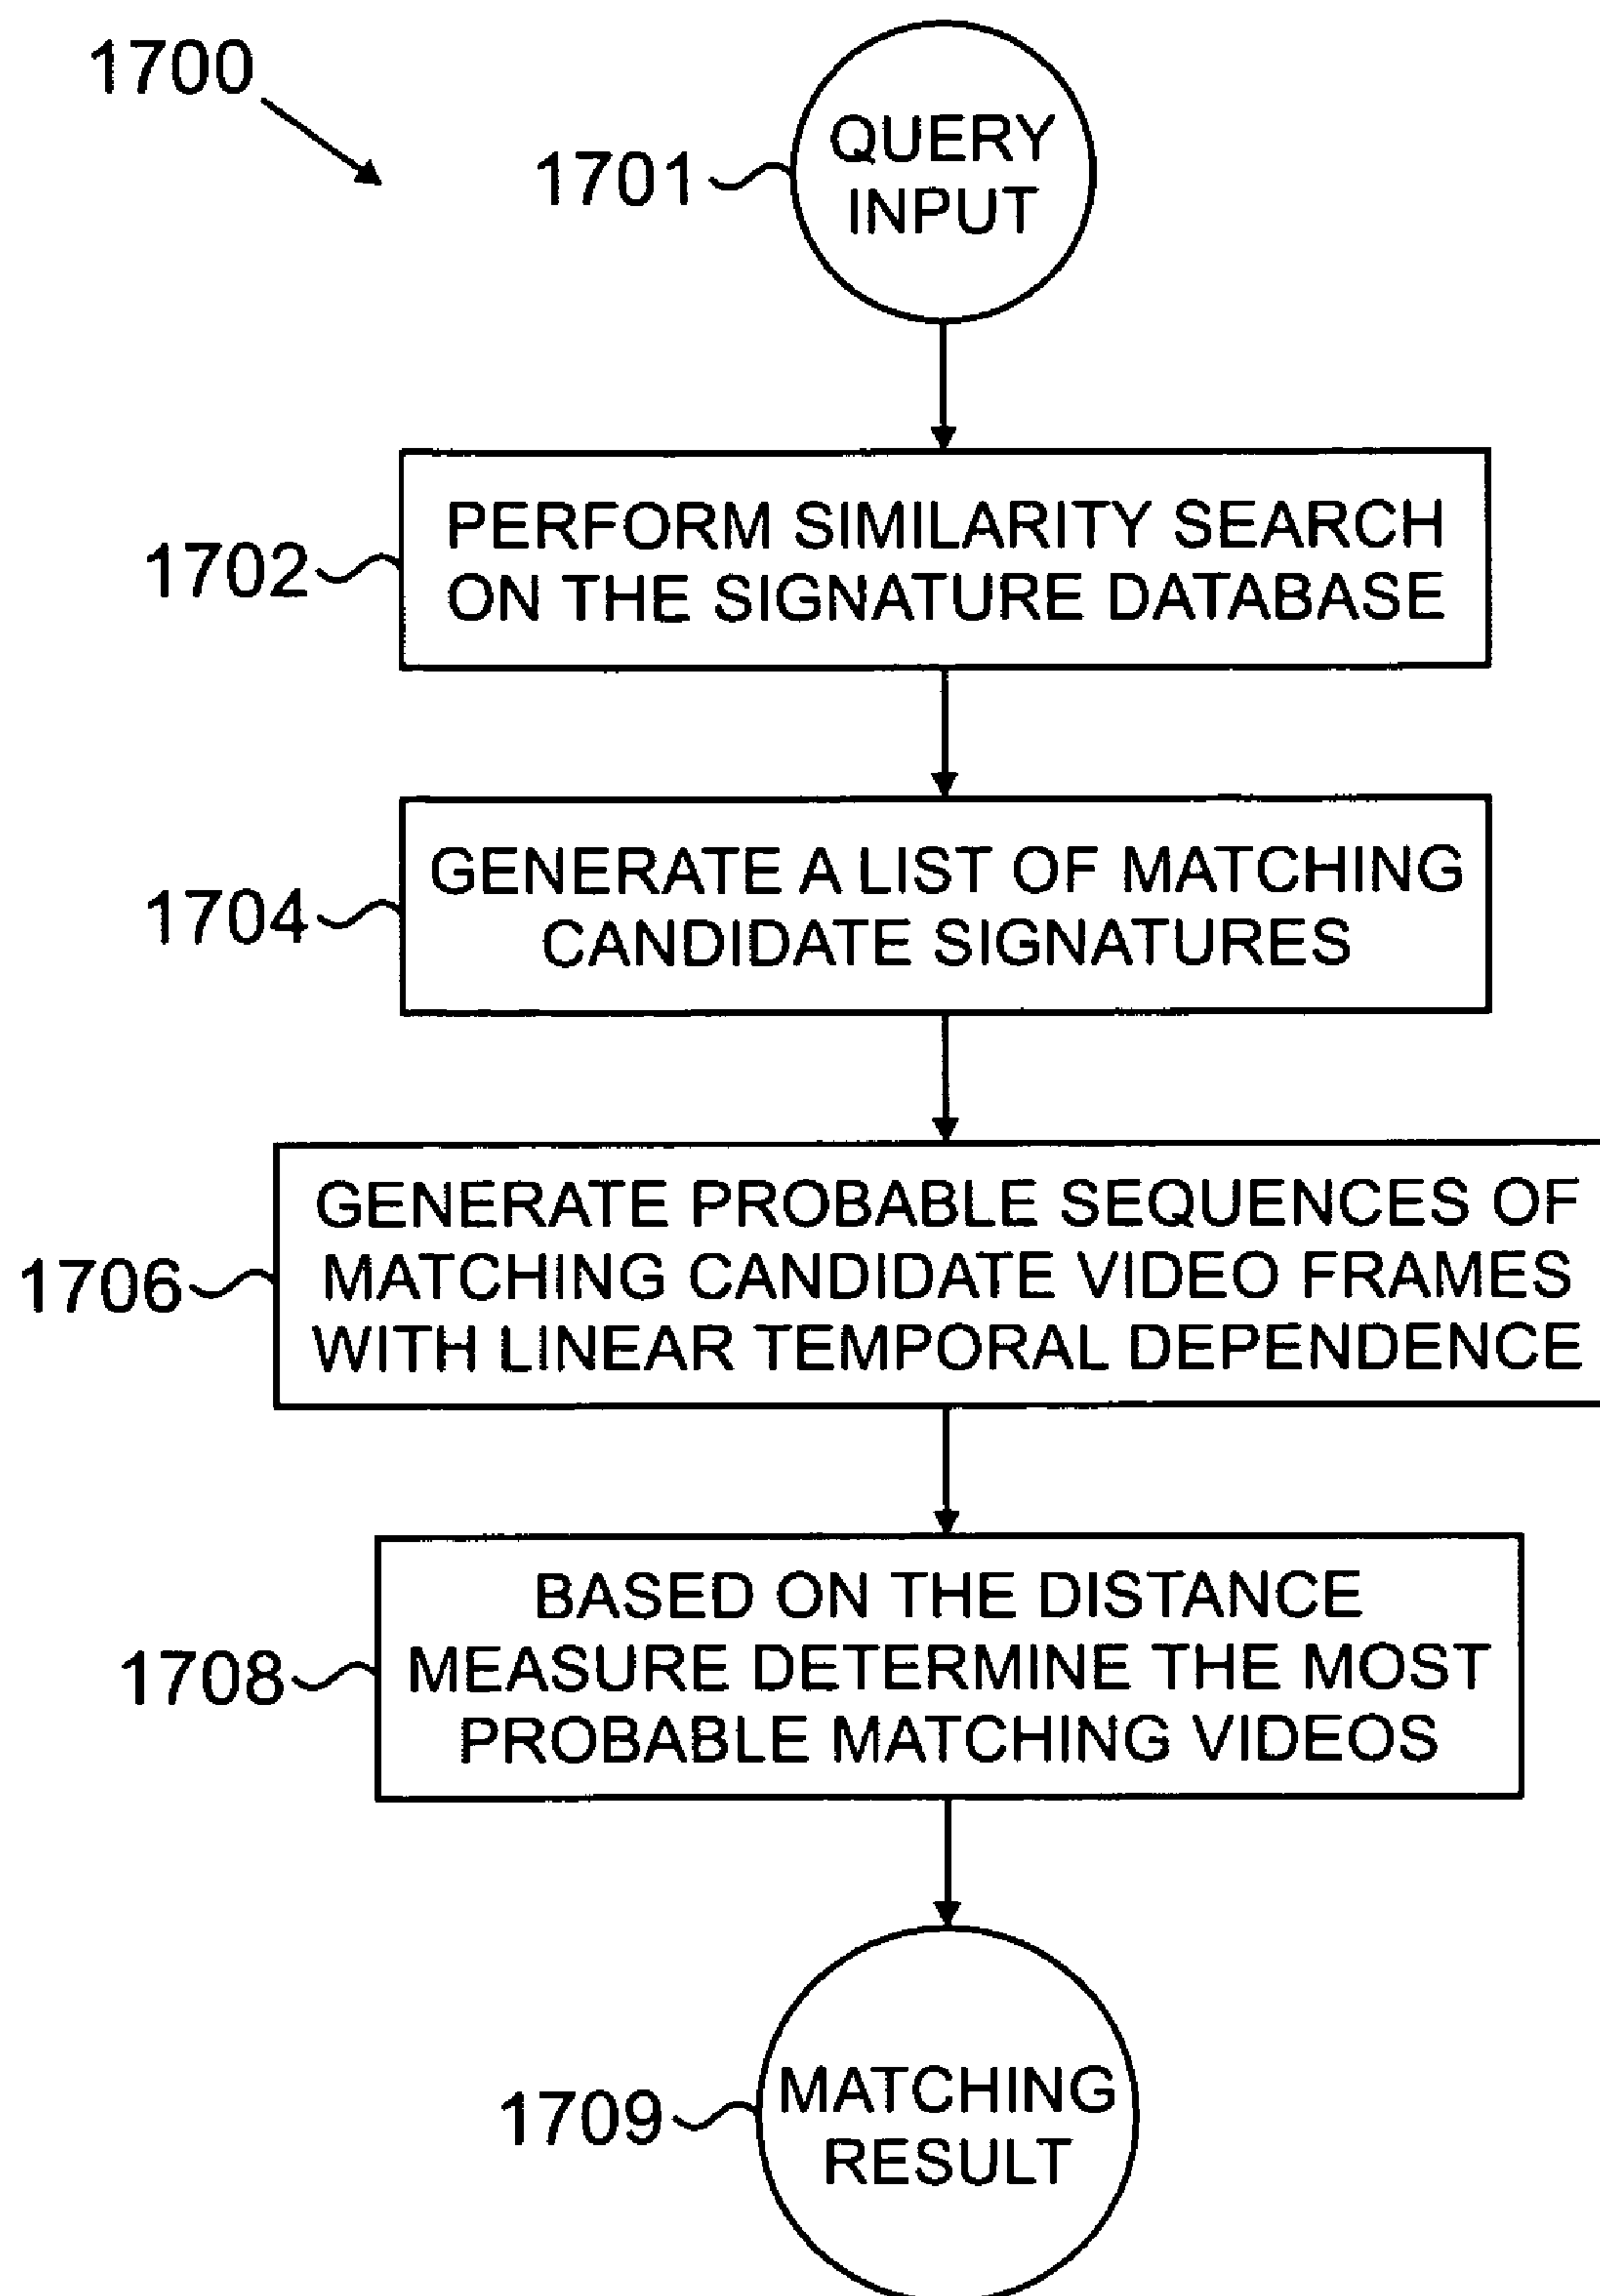 1700
1701
QUERY
INPUT
1702
PERFORM SIMILARITY SEARCH
ON THE SIGNATURE DATABASE
1704
GENERATE A LIST OF MATCHING
CANDIDATE SIGNATURES
1706
GENERATE PROBABLE SEQUENCES OF
MATCHING CANDIDATE VIDEO FRAMES
WITH LINEAR TEMPORAL DEPENDENCE
1708
BASED ON THE DISTANCE
MEASURE DETERMINE THE MOST
PROBABLE MATCHING VIDEOS
1709
MATCHING
RESULT